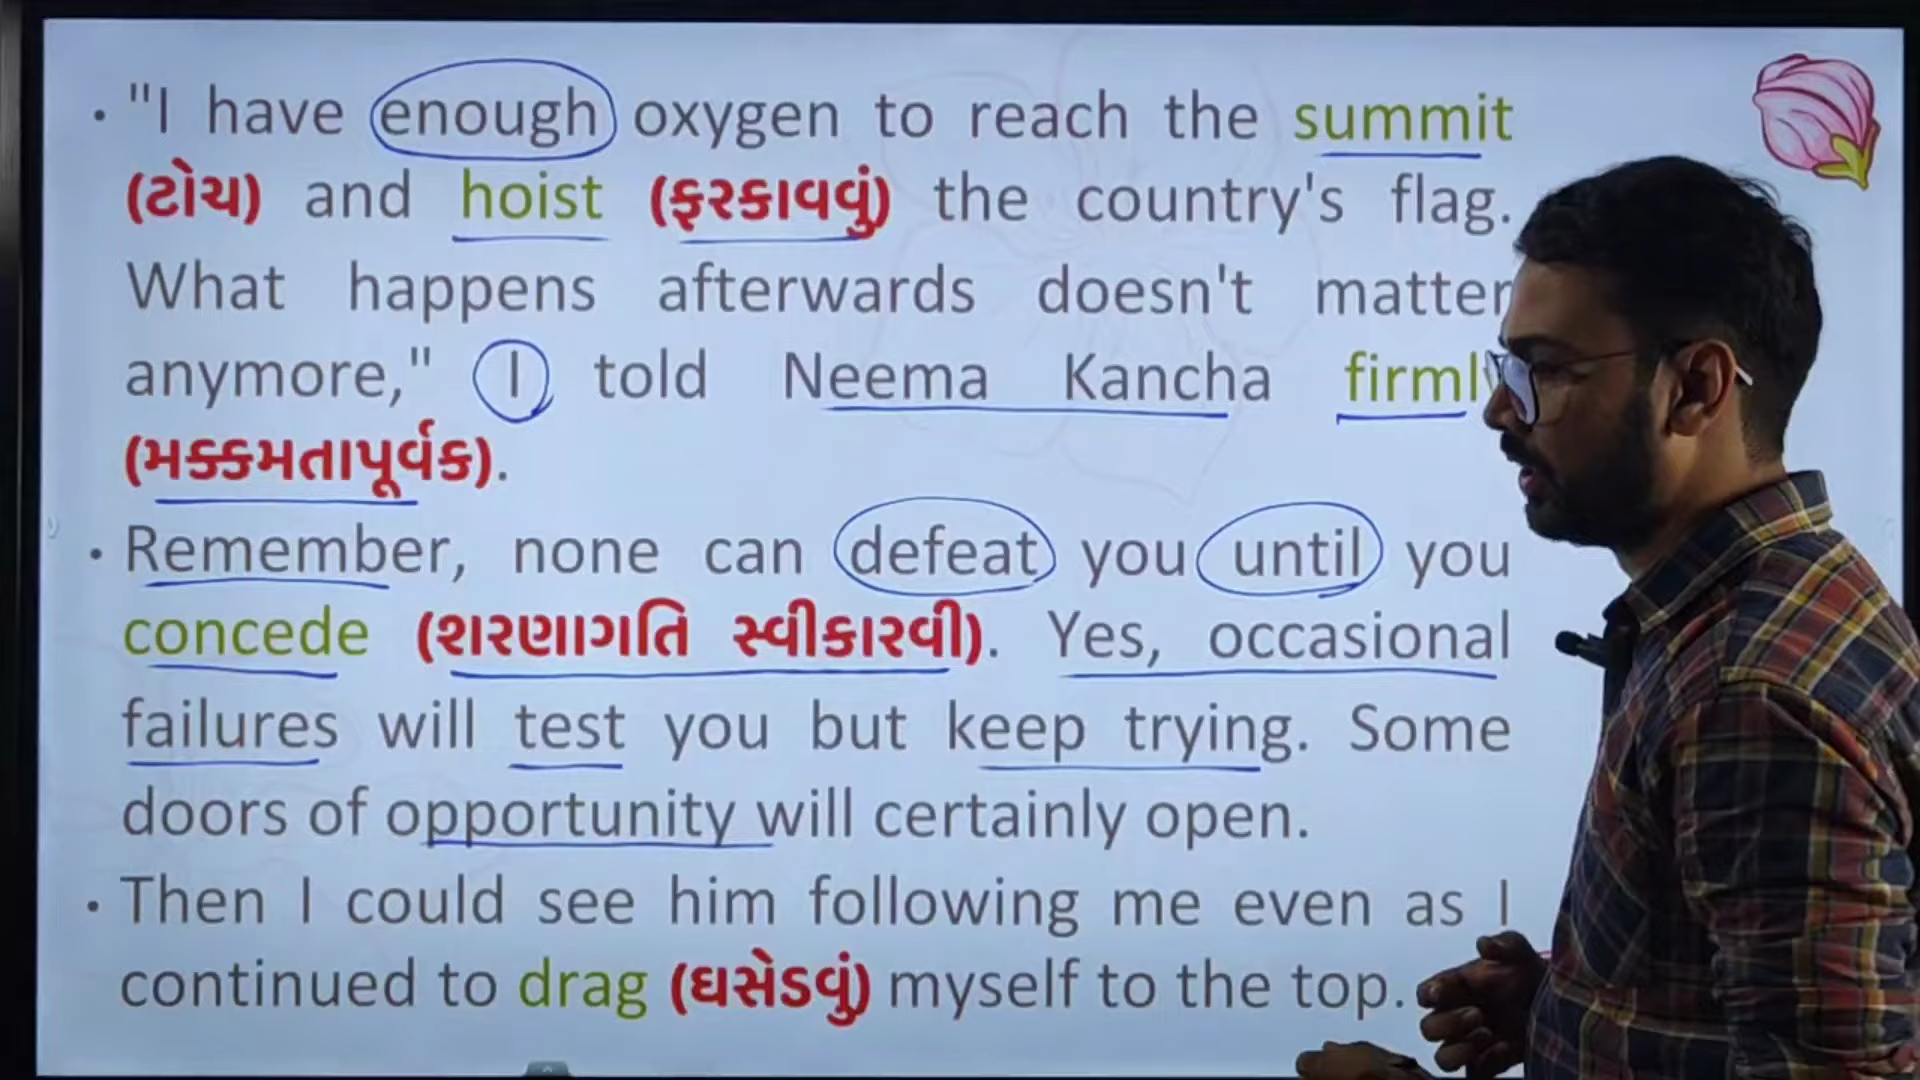 • "I have enough oxygen to reach the summit
(ટોચ) and hoist (ફરકાવવું) the country's flag.
What happens afterwards doesn't matter
anymore," I told Neema Kancha firmly
(મક્કમતાપૂર્વક).
• Remember, none can defeat you until you
concede (શરણાગતિ સ્વીકારવી). Yes, occasional
failures will test you but keep trying. Some
doors of opportunity will certainly open.
• Then I could see him following me even as I
continued to drag (ઘસેડવું) myself to the top.